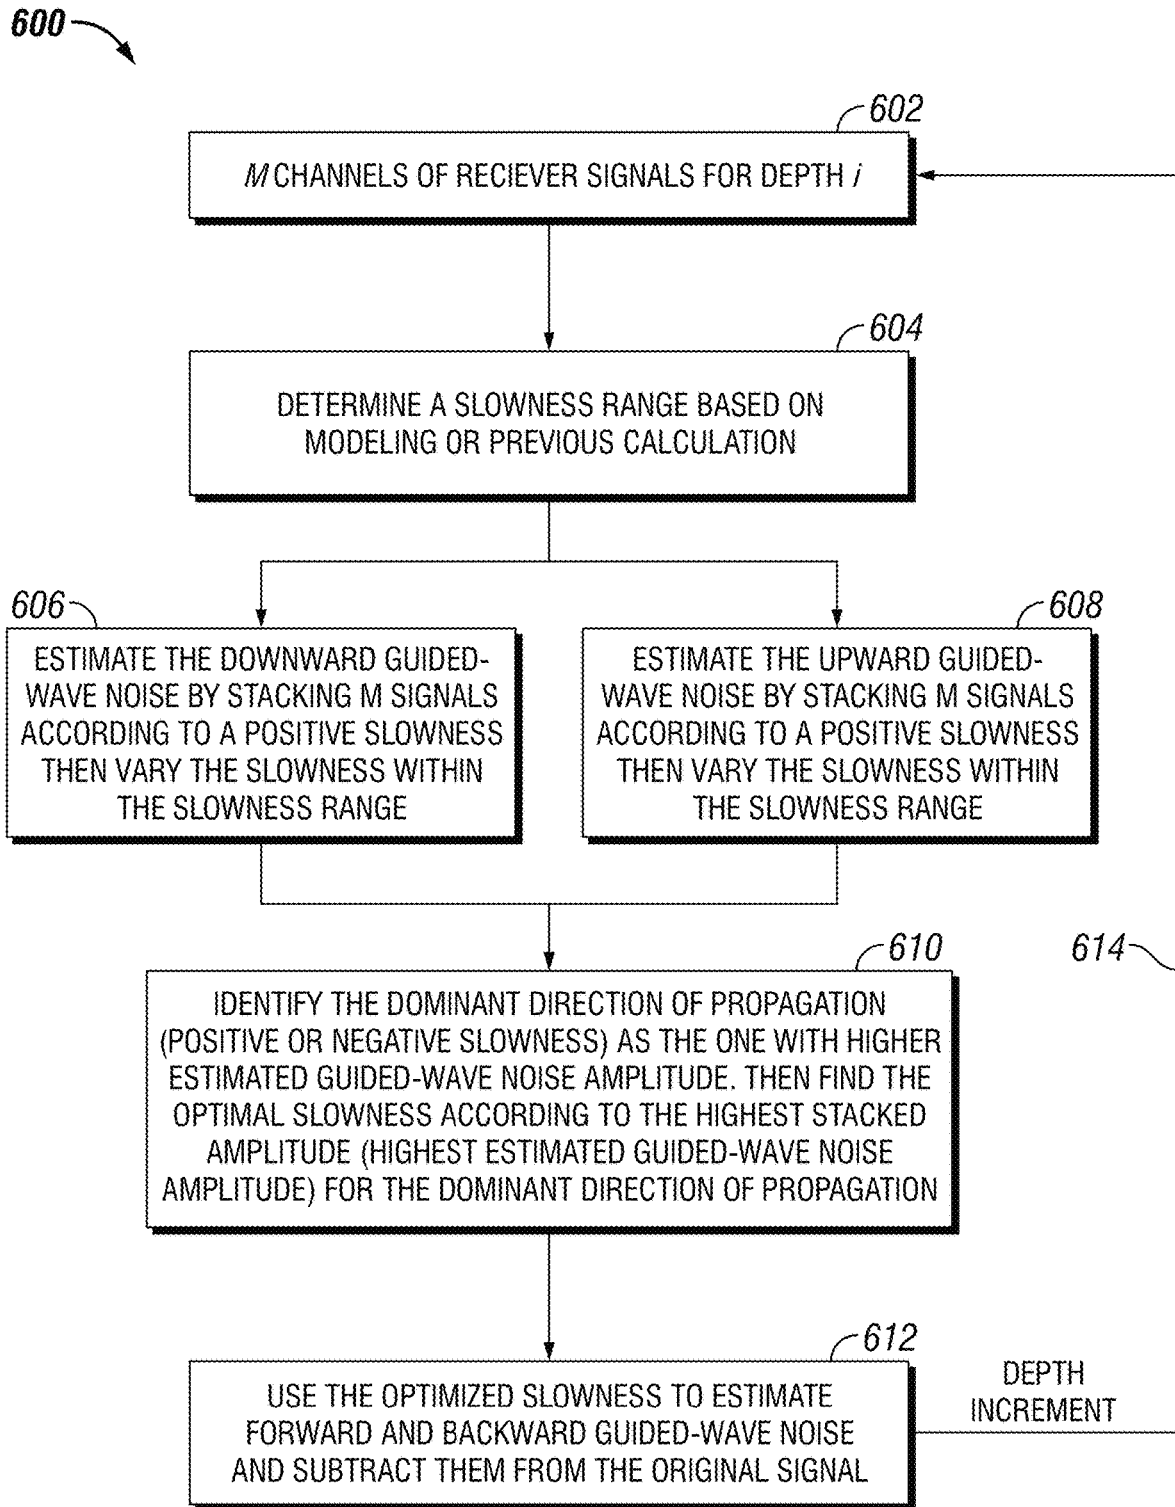 600
602
M CHANNELS OF RECIEVER SIGNALS FOR DEPTH i
604
DETERMINE A SLOWNESS RANGE BASED ON
MODELING OR PREVIOUS CALCULATION
606
ESTIMATE THE DOWNWARD GUIDED-
WAVE NOISE BY STACKING M SIGNALS
ACCORDING TO A POSITIVE SLOWNESS
THEN VARY THE SLOWNESS WITHIN
THE SLOWNESS RANGE
608
ESTIMATE THE UPWARD GUIDED-
WAVE NOISE BY STACKING M SIGNALS
ACCORDING TO A POSITIVE SLOWNESS
THEN VARY THE SLOWNESS WITHIN
THE SLOWNESS RANGE
610
IDENTIFY THE DOMINANT DIRECTION OF PROPAGATION
(POSITIVE OR NEGATIVE SLOWNESS) AS THE ONE WITH HIGHER
ESTIMATED GUIDED-WAVE NOISE AMPLITUDE. THEN FIND THE
OPTIMAL SLOWNESS ACCORDING TO THE HIGHEST STACKED
AMPLITUDE (HIGHEST ESTIMATED GUIDED-WAVE NOISE
AMPLITUDE) FOR THE DOMINANT DIRECTION OF PROPAGATION
614
612
USE THE OPTIMIZED SLOWNESS TO ESTIMATE
FORWARD AND BACKWARD GUIDED-WAVE NOISE
AND SUBTRACT THEM FROM THE ORIGINAL SIGNAL
DEPTH
INCREMENT